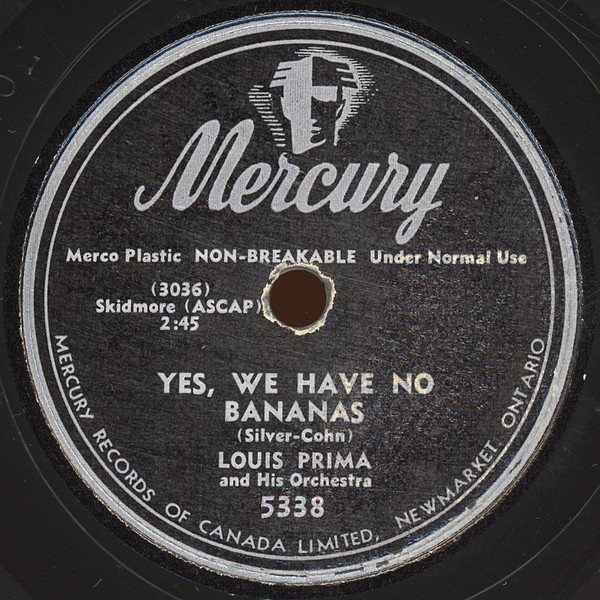 Mercury
Merco Plastic NON-BREAKABLE Under Normal Use
(3036)
Skidmore (ASCAP)
2:45
YES, WE HAVE NO
BANANAS
(Silver-Cohn)
LOUIS PRIMA
and His Orchestra
5338
MERCURY RECORDS OF CANADA LIMITED, NEWMARKET, ONTARIO